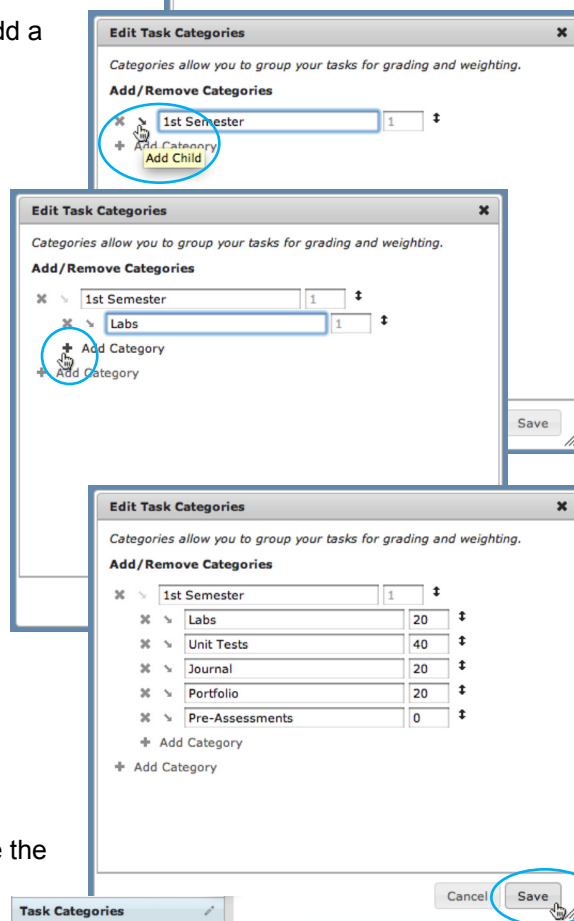 dd a
Edit Task Categories
Categories allow you to group your tasks for grading and weighting.
Add/Remove Categories
1st Semester 1
Add Category
Add Child
Edit Task Categories
Categories allow you to group your tasks for grading and weighting.
Add/Remove Categories
1st Semester 1
Labs 1
Add Category
Add Category
Save
Edit Task Categories
Categories allow you to group your tasks for grading and weighting.
Add/Remove Categories
1st Semester 1
Labs 20
Unit Tests 40
Journal 20
Portfolio 20
Pre-Assessments 0
Add Category
Add Category
e the
Cancel Save
Task Categories